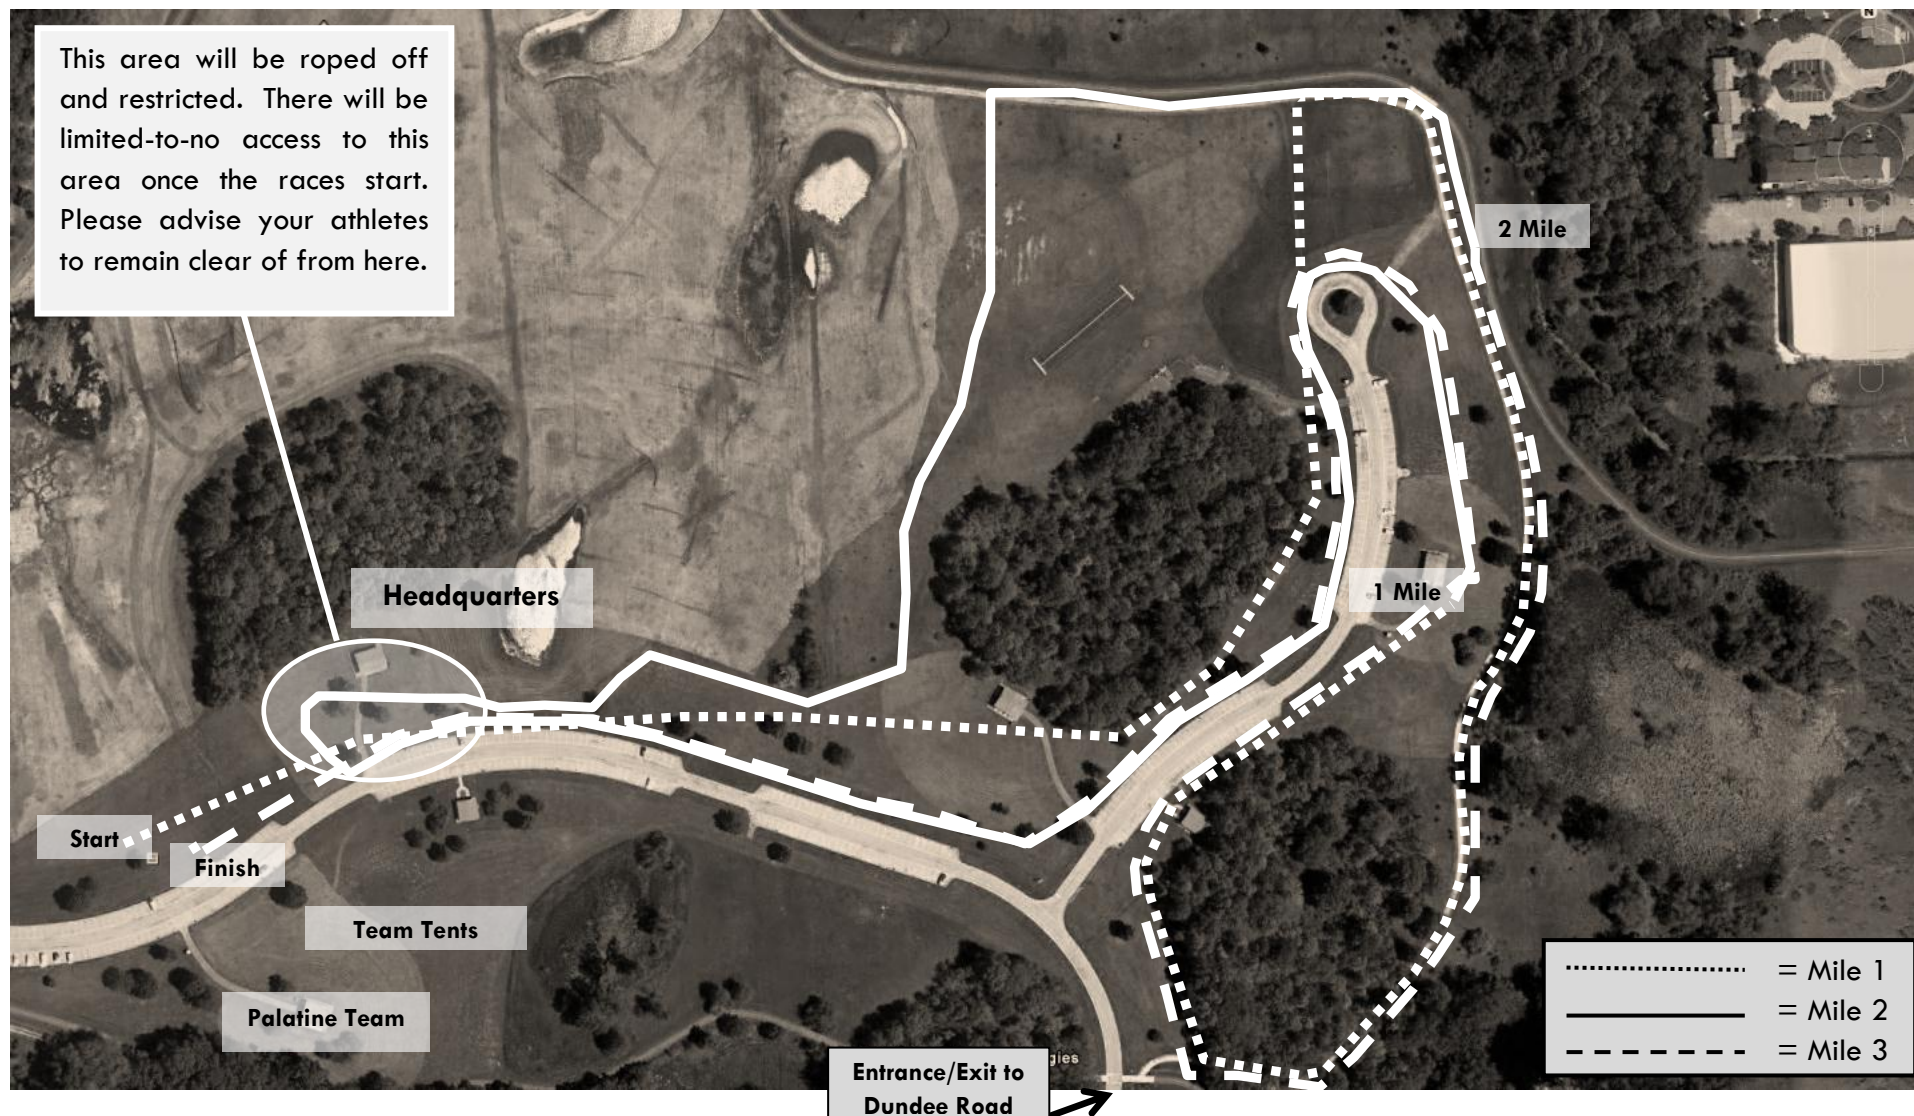 This area will be roped off
and restricted. There will be
limited-to-no access to this
area once the races start.
Please advise your athletes
to remain clear of from here.
2 Mile
Headquarters
1 Mile
Start
Finish
Team Tents
Palatine Team
= Mile 1
= Mile 2
= Mile 3
gies
Entrance/Exit to
Dundee Road